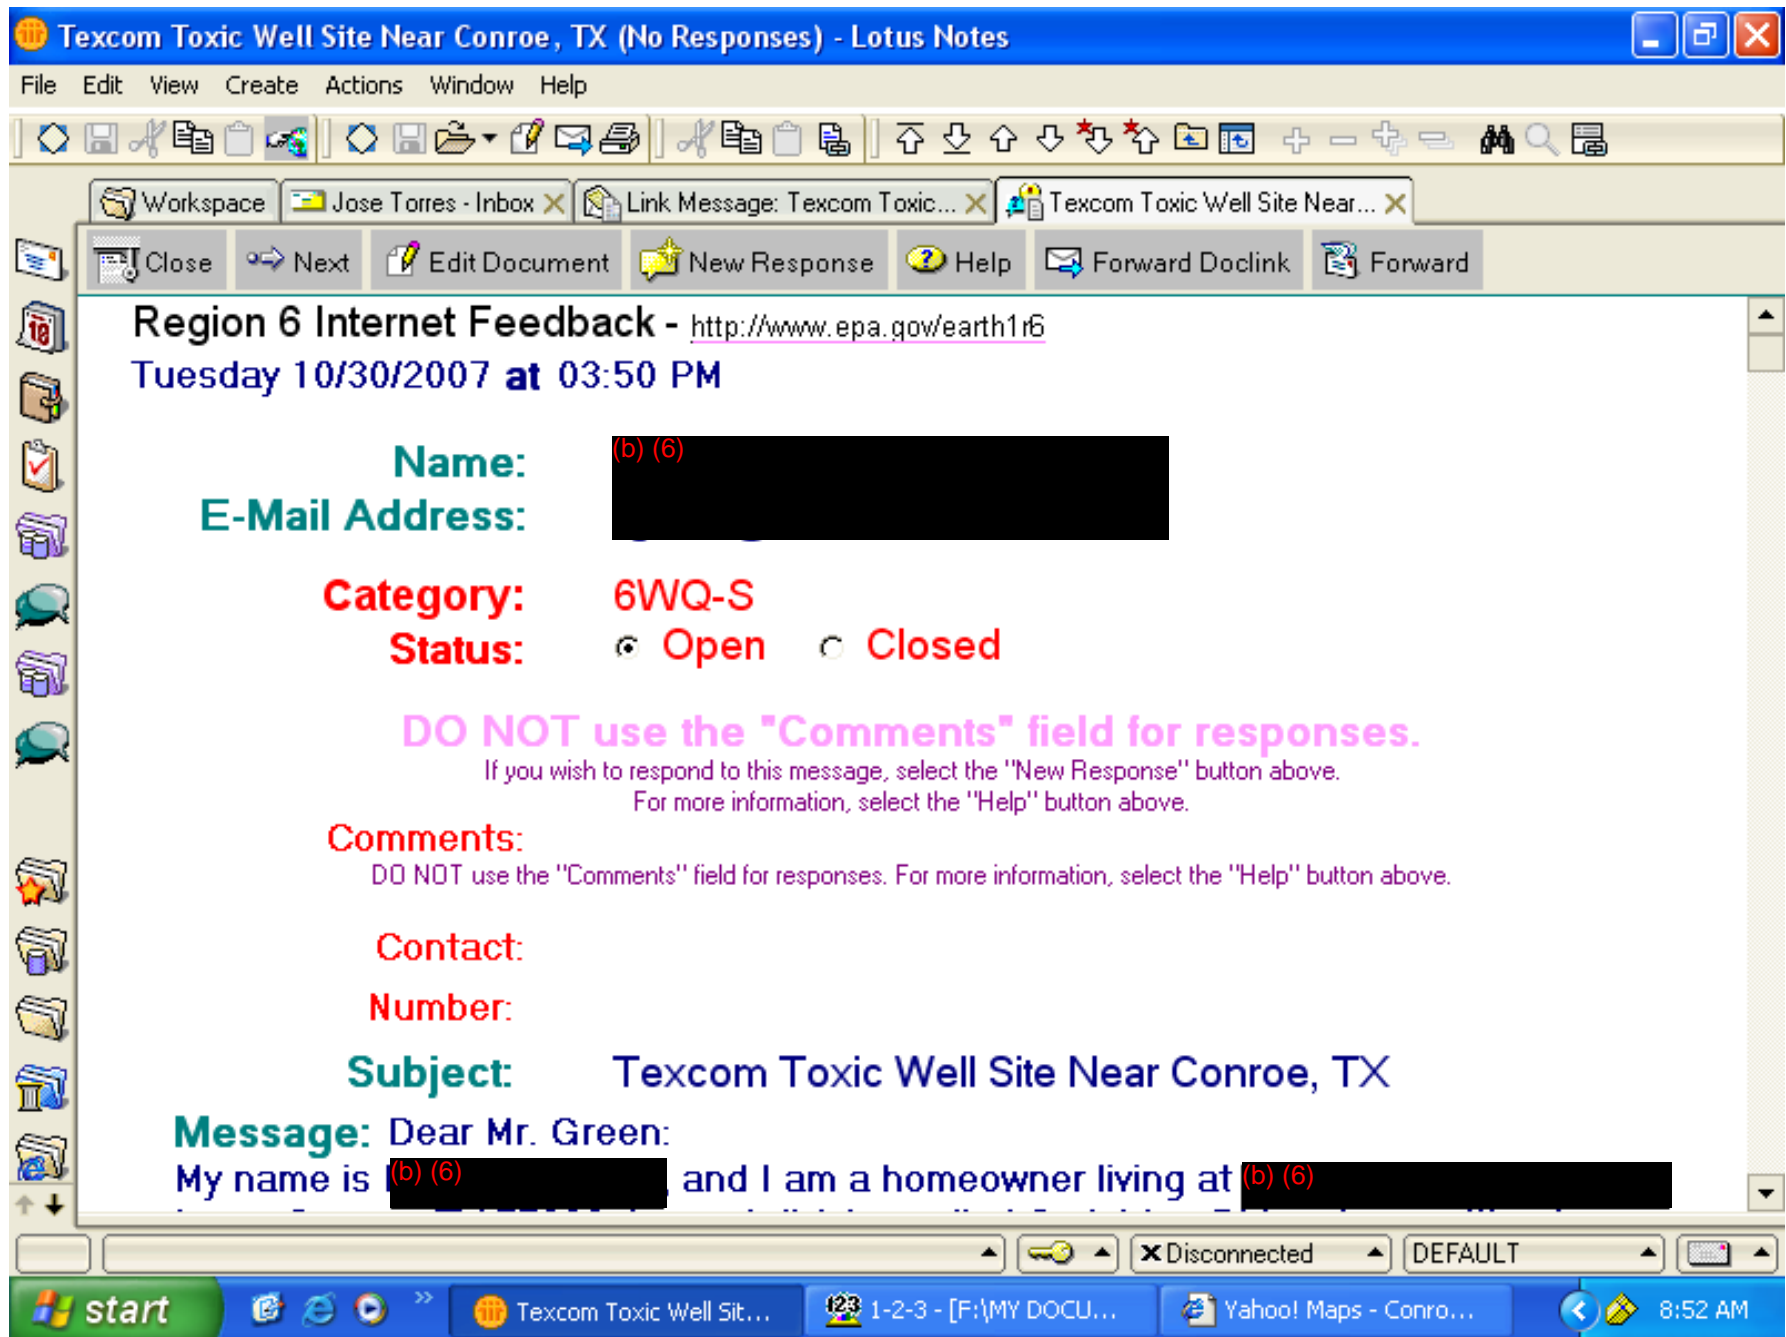 Texcom Toxic Well Site Near Conroe, TX (No Responses) - Lotus Notes
File Edit View Create Actions Window Help
Workspace Jose Torres - Inbox Link Message: Texcom Toxic... Texcom Toxic Well Site Near...
Close Next Edit Document New Response Help Forward Doclink Forward
Region 6 Internet Feedback - http://www.epa.gov/earth1r6
Tuesday 10/30/2007 at 03:50 PM
Name: (b) (6)
E-Mail Address:
Category: 6WQ-S
Status: Open Closed
DO NOT use the "Comments" field for responses.
If you wish to respond to this message, select the "New Response" button above.
For more information, select the "Help" button above.
Comments:
DO NOT use the "Comments" field for responses. For more information, select the "Help" button above.
Contact:
Number:
Subject: Texcom Toxic Well Site Near Conroe, TX
Message: Dear Mr. Green:
My name is (b) (6), and I am a homeowner living at (b) (6)
Disconnected DEFAULT
start Texcom Toxic Well Sit... 1-2-3 - [F:\MY DOCU... Yahoo! Maps - Conro... 8:52 AM